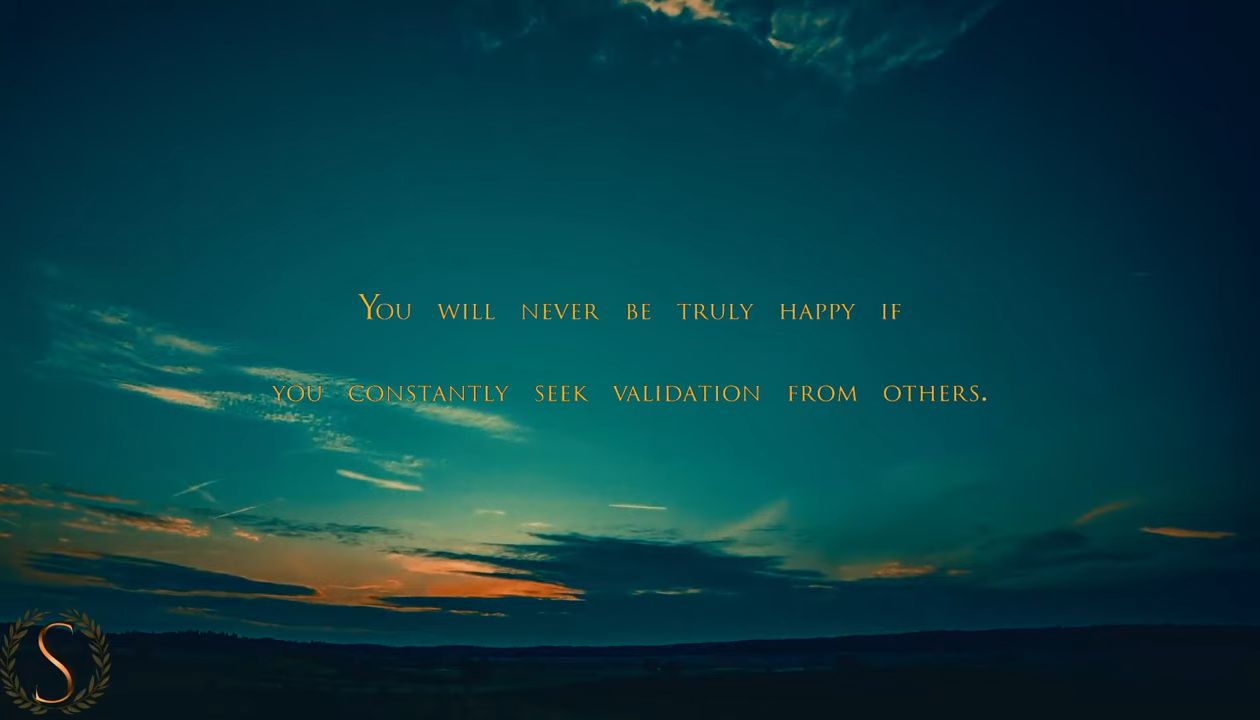 You will never be truly happy if
you constantly seek validation from others.
S